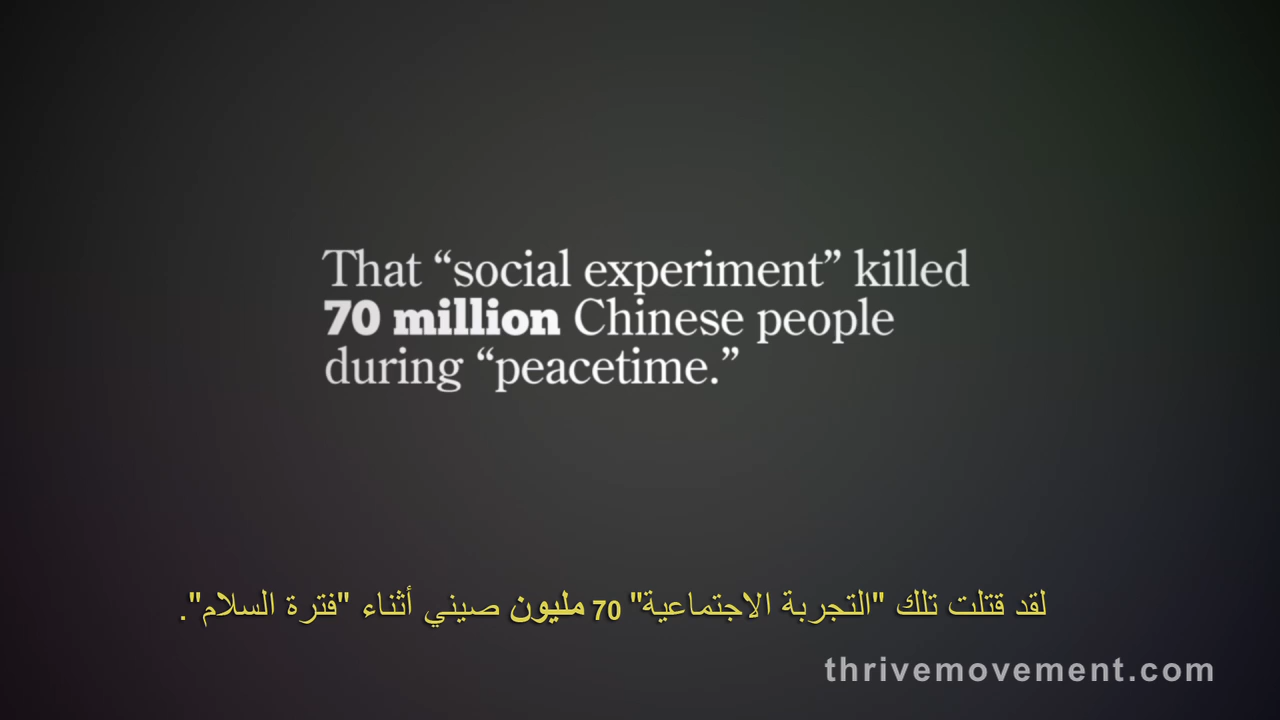 That “social experiment” killed
70 million Chinese people
during “peacetime.”
لقد قتلت تلك "التجربة الاجتماعية" 70 مليون صيني أثناء "فترة السلام".
thrivemovement.com